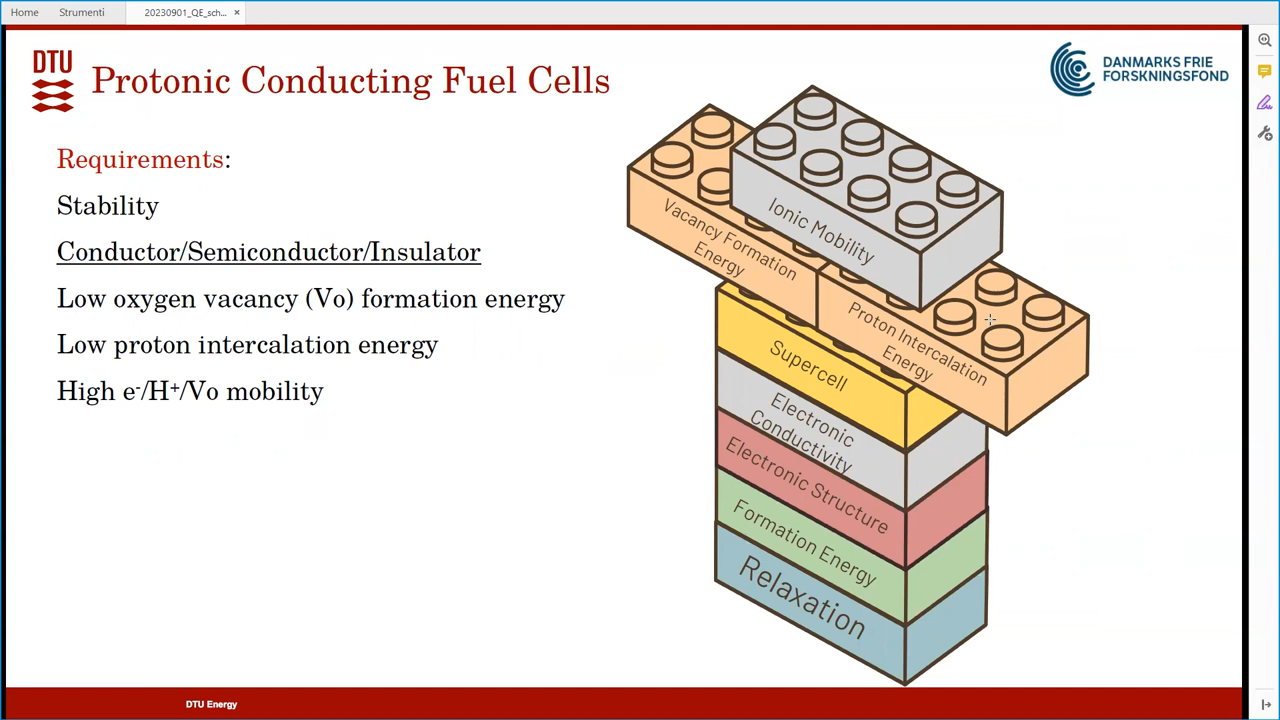 Home
Strumenti
20230901_QE_sch...
×
DTU
Protonic Conducting Fuel Cells
DANMARKS FRIE
FORSKNINGSFOND
Requirements:
Stability
Conductor/Semiconductor/Insulator
Low oxygen vacancy (Vo) formation energy
Low proton intercalation energy
High e⁻/H⁺/Vo mobility
Ionic Mobility
Vacancy Formation
Energy
Proton Intercalation
Energy
Supercell
Electronic
Conductivity
Electronic Structure
Formation Energy
Relaxation
DTU Energy